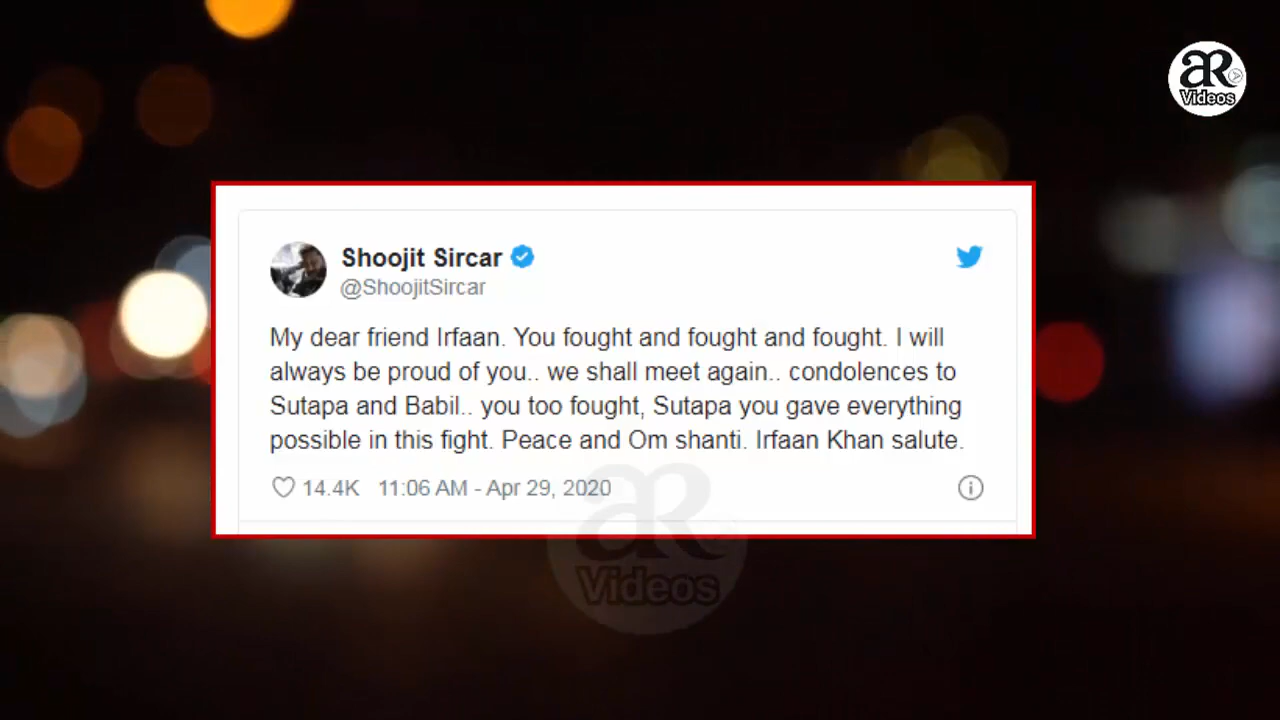 aR
Videos
Shoojit Sircar
@ShoojitSircar
My dear friend Irfaan. You fought and fought and fought. I will
always be proud of you.. we shall meet again.. condolences to
Sutapa and Babil.. you too fought, Sutapa you gave everything
possible in this fight. Peace and Om shanti. Irfaan Khan salute.
14.4K 11:06 AM - Apr 29, 2020
aR
Videos